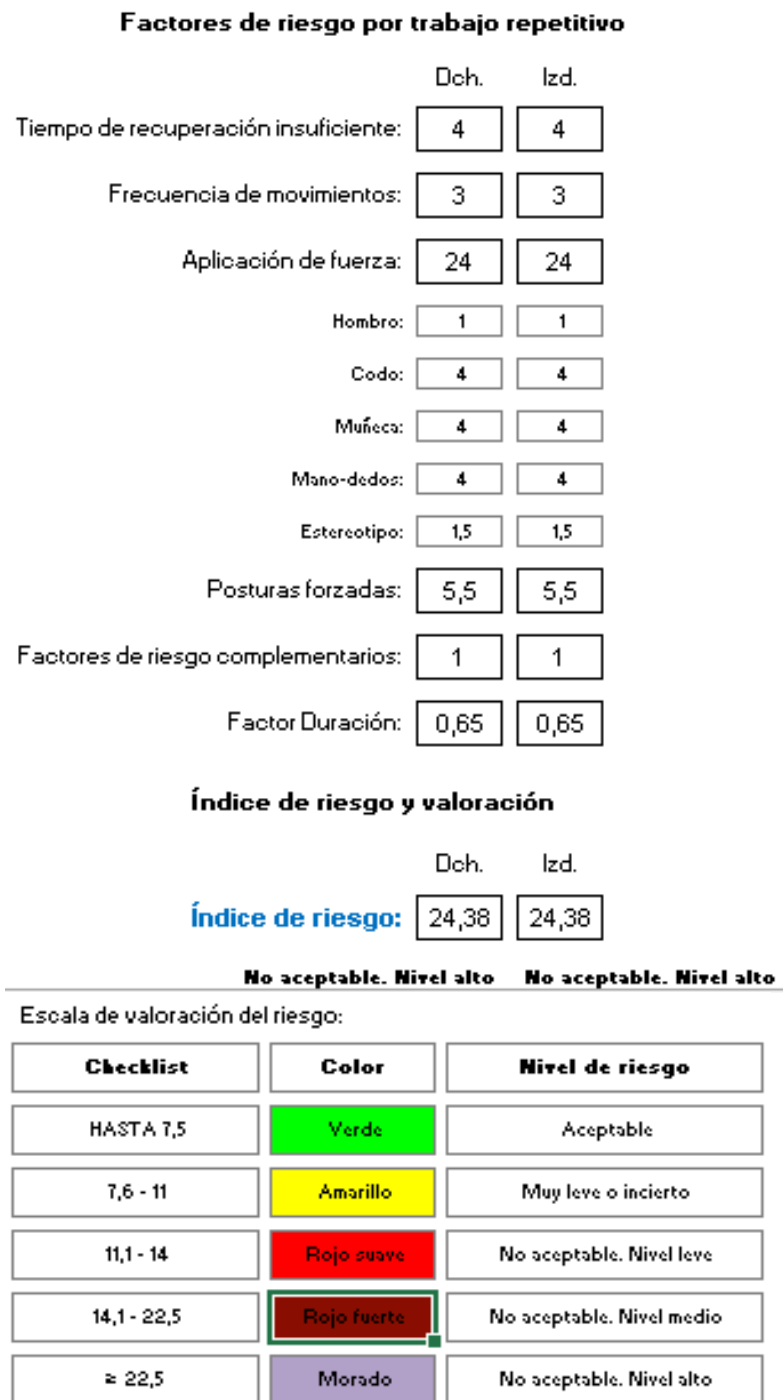 Factores de riesgo por trabajo repetitivo
Dch. Izd.
Tiempo de recuperación insuficiente: 4 4
Frecuencia de movimientos: 3 3
Aplicación de fuerza: 24 24
Hombro: 1 1
Codo: 4 4
Muñeca: 4 4
Mano-dedos: 4 4
Estereotipo: 1,5 1,5
Posturas forzadas: 5,5 5,5
Factores de riesgo complementarios: 1 1
Factor Duración: 0,65 0,65
Índice de riesgo y valoración
Dch. Izd.
Índice de riesgo: 24,38 24,38
No aceptable. Nivel alto No aceptable. Nivel alto
Escala de valoración del riesgo:
Checklist Color Nivel de riesgo
HASTA 7,5 Verde Aceptable
7,6 - 11 Amarillo Muy leve o incierto
11,1 - 14 Rojo suave No aceptable. Nivel leve
14,1 - 22,5 Rojo fuerte No aceptable. Nivel medio
≥ 22,5 Morado No aceptable. Nivel alto